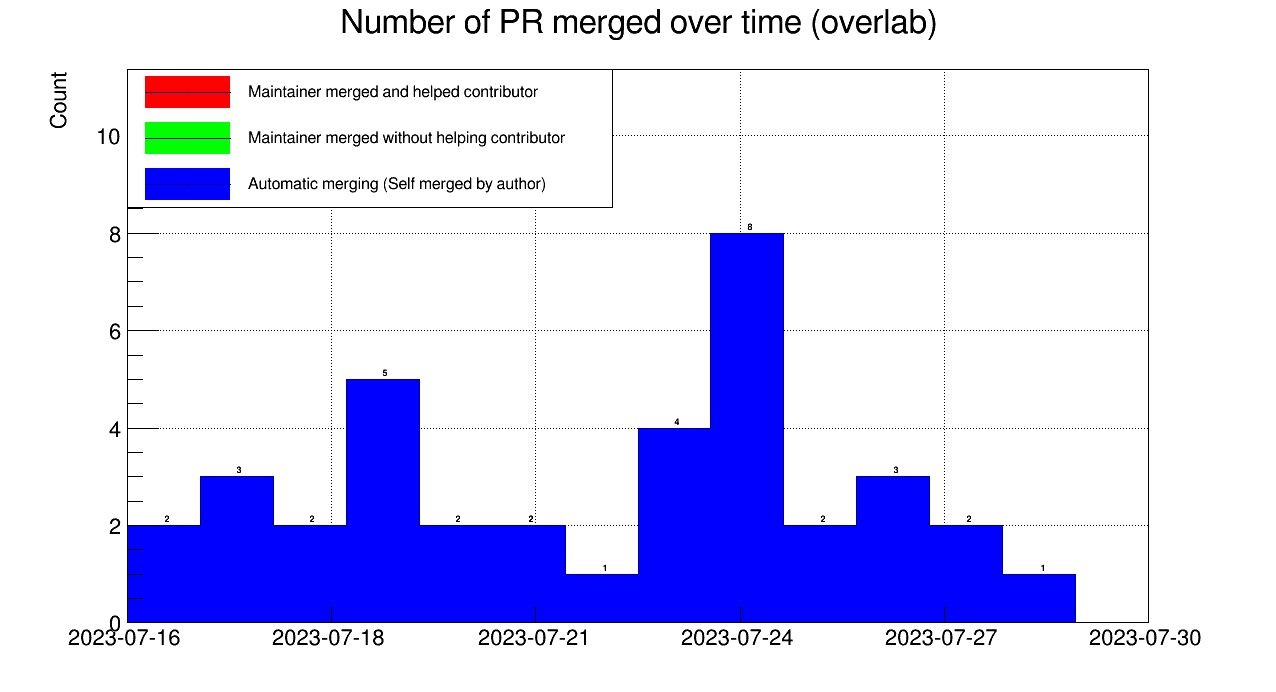 Number of PR merged over time (overlab)
Count
Maintainer merged and helped contributor
Maintainer merged without helping contributor
Automatic merging (Self merged by author)
10
8
6
4
2
0
2 3 2 5 2 2 1 4 8 2 3 2 1
2023-07-16 2023-07-18 2023-07-21 2023-07-24 2023-07-27 2023-07-30